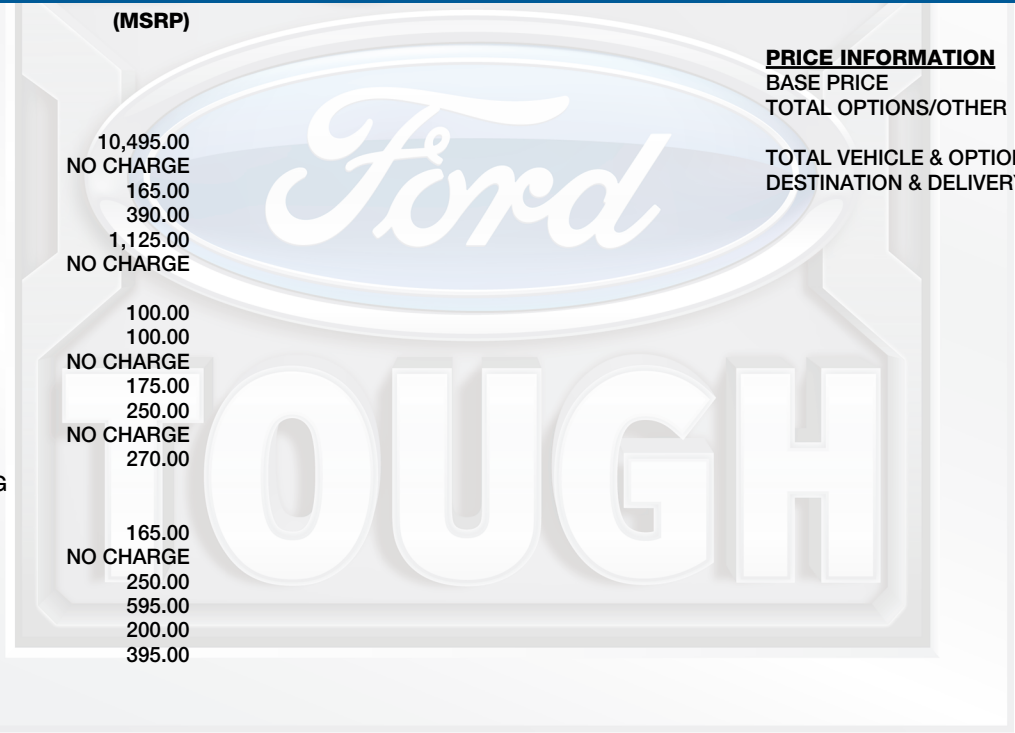 (MSRP)
10,495.00
NO CHARGE
165.00
390.00
1,125.00
NO CHARGE
100.00
100.00
NO CHARGE
175.00
250.00
NO CHARGE
270.00
G
165.00
NO CHARGE
250.00
595.00
200.00
395.00
PRICE INFORMATION
BASE PRICE
TOTAL OPTIONS/OTHER
TOTAL VEHICLE & OPTION
DESTINATION & DELIVERY
Ford
TOUGH